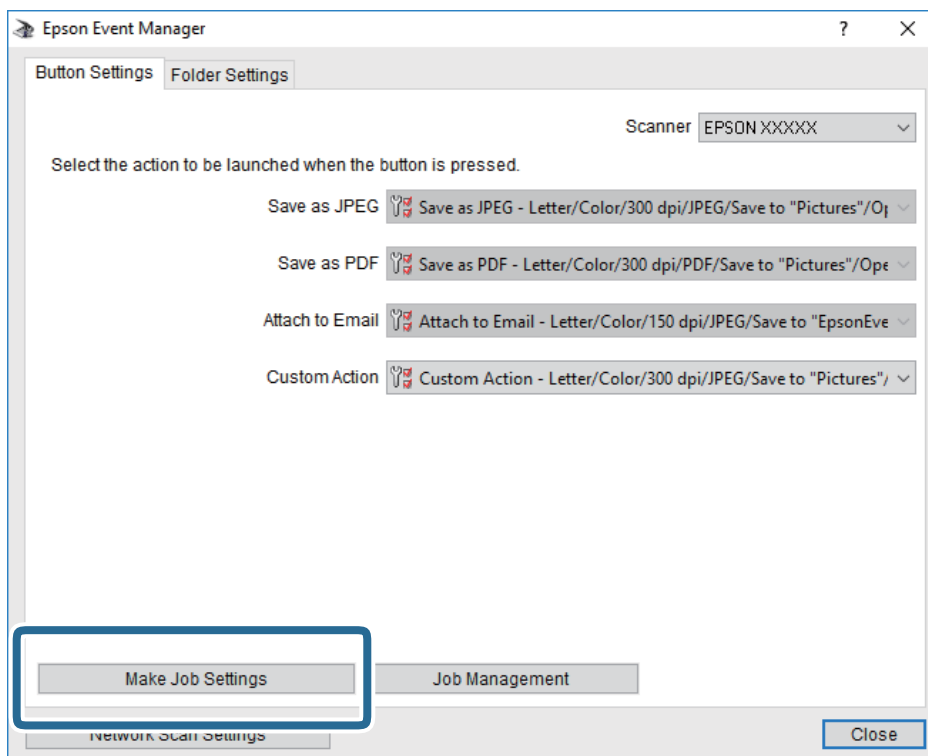 Epson Event Manager
Button Settings Folder Settings
Scanner EPSON XXXXX
Select the action to be launched when the button is pressed.
Save as JPEG Save as JPEG - Letter/Color/300 dpi/JPEG/Save to "Pictures"/Op
Save as PDF Save as PDF - Letter/Color/300 dpi/PDF/Save to "Pictures"/Ope
Attach to Email Attach to Email - Letter/Color/150 dpi/JPEG/Save to "EpsonEve
Custom Action Custom Action - Letter/Color/300 dpi/JPEG/Save to "Pictures"/
Make Job Settings Job Management
Network Scan Settings Close